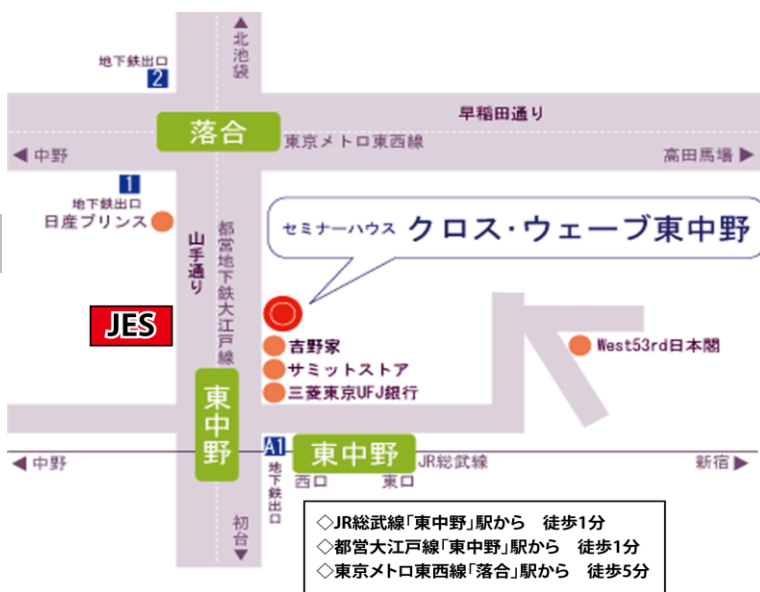 ▲北池袋
地下鉄出口
2
早稲田通り
落合
東京メトロ東西線
◀中野
高田馬場▶
1
地下鉄出口
日産プリンス
山手通り
都営地下鉄大江戸線
セミナーハウス クロス・ウェーブ東中野
JES
吉野家
サミットストア
三菱東京UFJ銀行
West53rd日本閣
東中野
A1
地下鉄出口
東中野
JR総武線
◀中野
新宿▶
西口
東口
初台▼
◇JR総武線「東中野」駅から 徒歩1分
◇都営大江戸線「東中野」駅から 徒歩1分
◇東京メトロ東西線「落合」駅から 徒歩5分